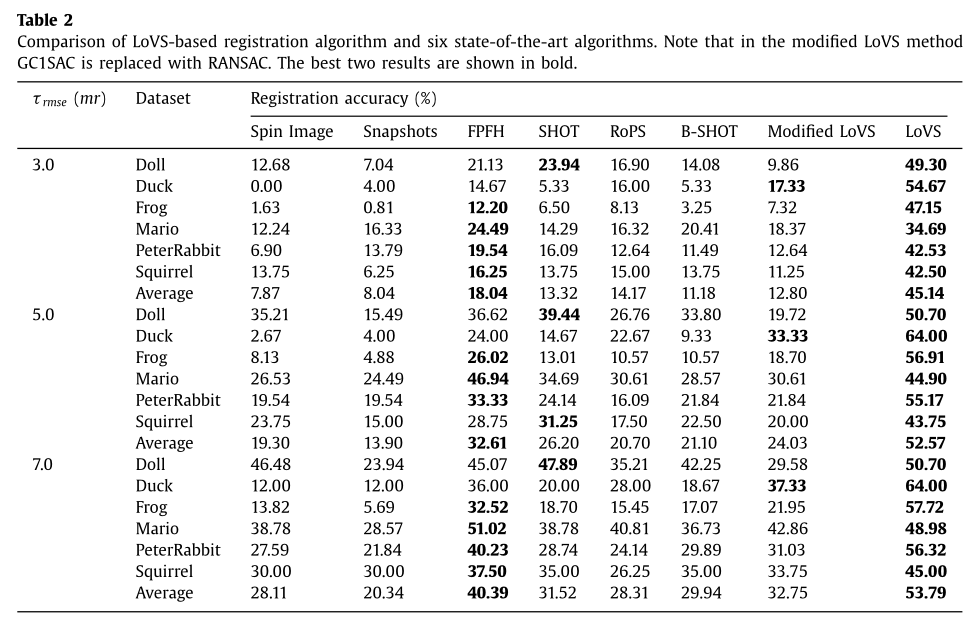 Table 2
Comparison of LoVS-based registration algorithm and six state-of-the-art algorithms. Note that in the modified LoVS method
GC1SAC is replaced with RANSAC. The best two results are shown in bold.
τrmse (mr) Dataset Registration accuracy (%)
Spin Image Snapshots FPFH SHOT RoPS B-SHOT Modified LoVS LoVS
3.0 Doll 12.68 7.04 21.13 23.94 16.90 14.08 9.86 49.30
Duck 0.00 4.00 14.67 5.33 16.00 5.33 17.33 54.67
Frog 1.63 0.81 12.20 6.50 8.13 3.25 7.32 47.15
Mario 12.24 16.33 24.49 14.29 16.32 20.41 18.37 34.69
PeterRabbit 6.90 13.79 19.54 16.09 12.64 11.49 12.64 42.53
Squirrel 13.75 6.25 16.25 13.75 15.00 13.75 11.25 42.50
Average 7.87 8.04 18.04 13.32 14.17 11.18 12.80 45.14
5.0 Doll 35.21 15.49 36.62 39.44 26.76 33.80 19.72 50.70
Duck 2.67 4.00 24.00 14.67 22.67 9.33 33.33 64.00
Frog 8.13 4.88 26.02 13.01 10.57 10.57 18.70 56.91
Mario 26.53 24.49 46.94 34.69 30.61 28.57 30.61 44.90
PeterRabbit 19.54 19.54 33.33 24.14 16.09 21.84 21.84 55.17
Squirrel 23.75 15.00 28.75 31.25 17.50 22.50 20.00 43.75
Average 19.30 13.90 32.61 26.20 20.70 21.10 24.03 52.57
7.0 Doll 46.48 23.94 45.07 47.89 35.21 42.25 29.58 50.70
Duck 12.00 12.00 36.00 20.00 28.00 18.67 37.33 64.00
Frog 13.82 5.69 32.52 18.70 15.45 17.07 21.95 57.72
Mario 38.78 28.57 51.02 38.78 40.81 36.73 42.86 48.98
PeterRabbit 27.59 21.84 40.23 28.74 24.14 29.89 31.03 56.32
Squirrel 30.00 30.00 37.50 35.00 26.25 35.00 33.75 45.00
Average 28.11 20.34 40.39 31.52 28.31 29.94 32.75 53.79